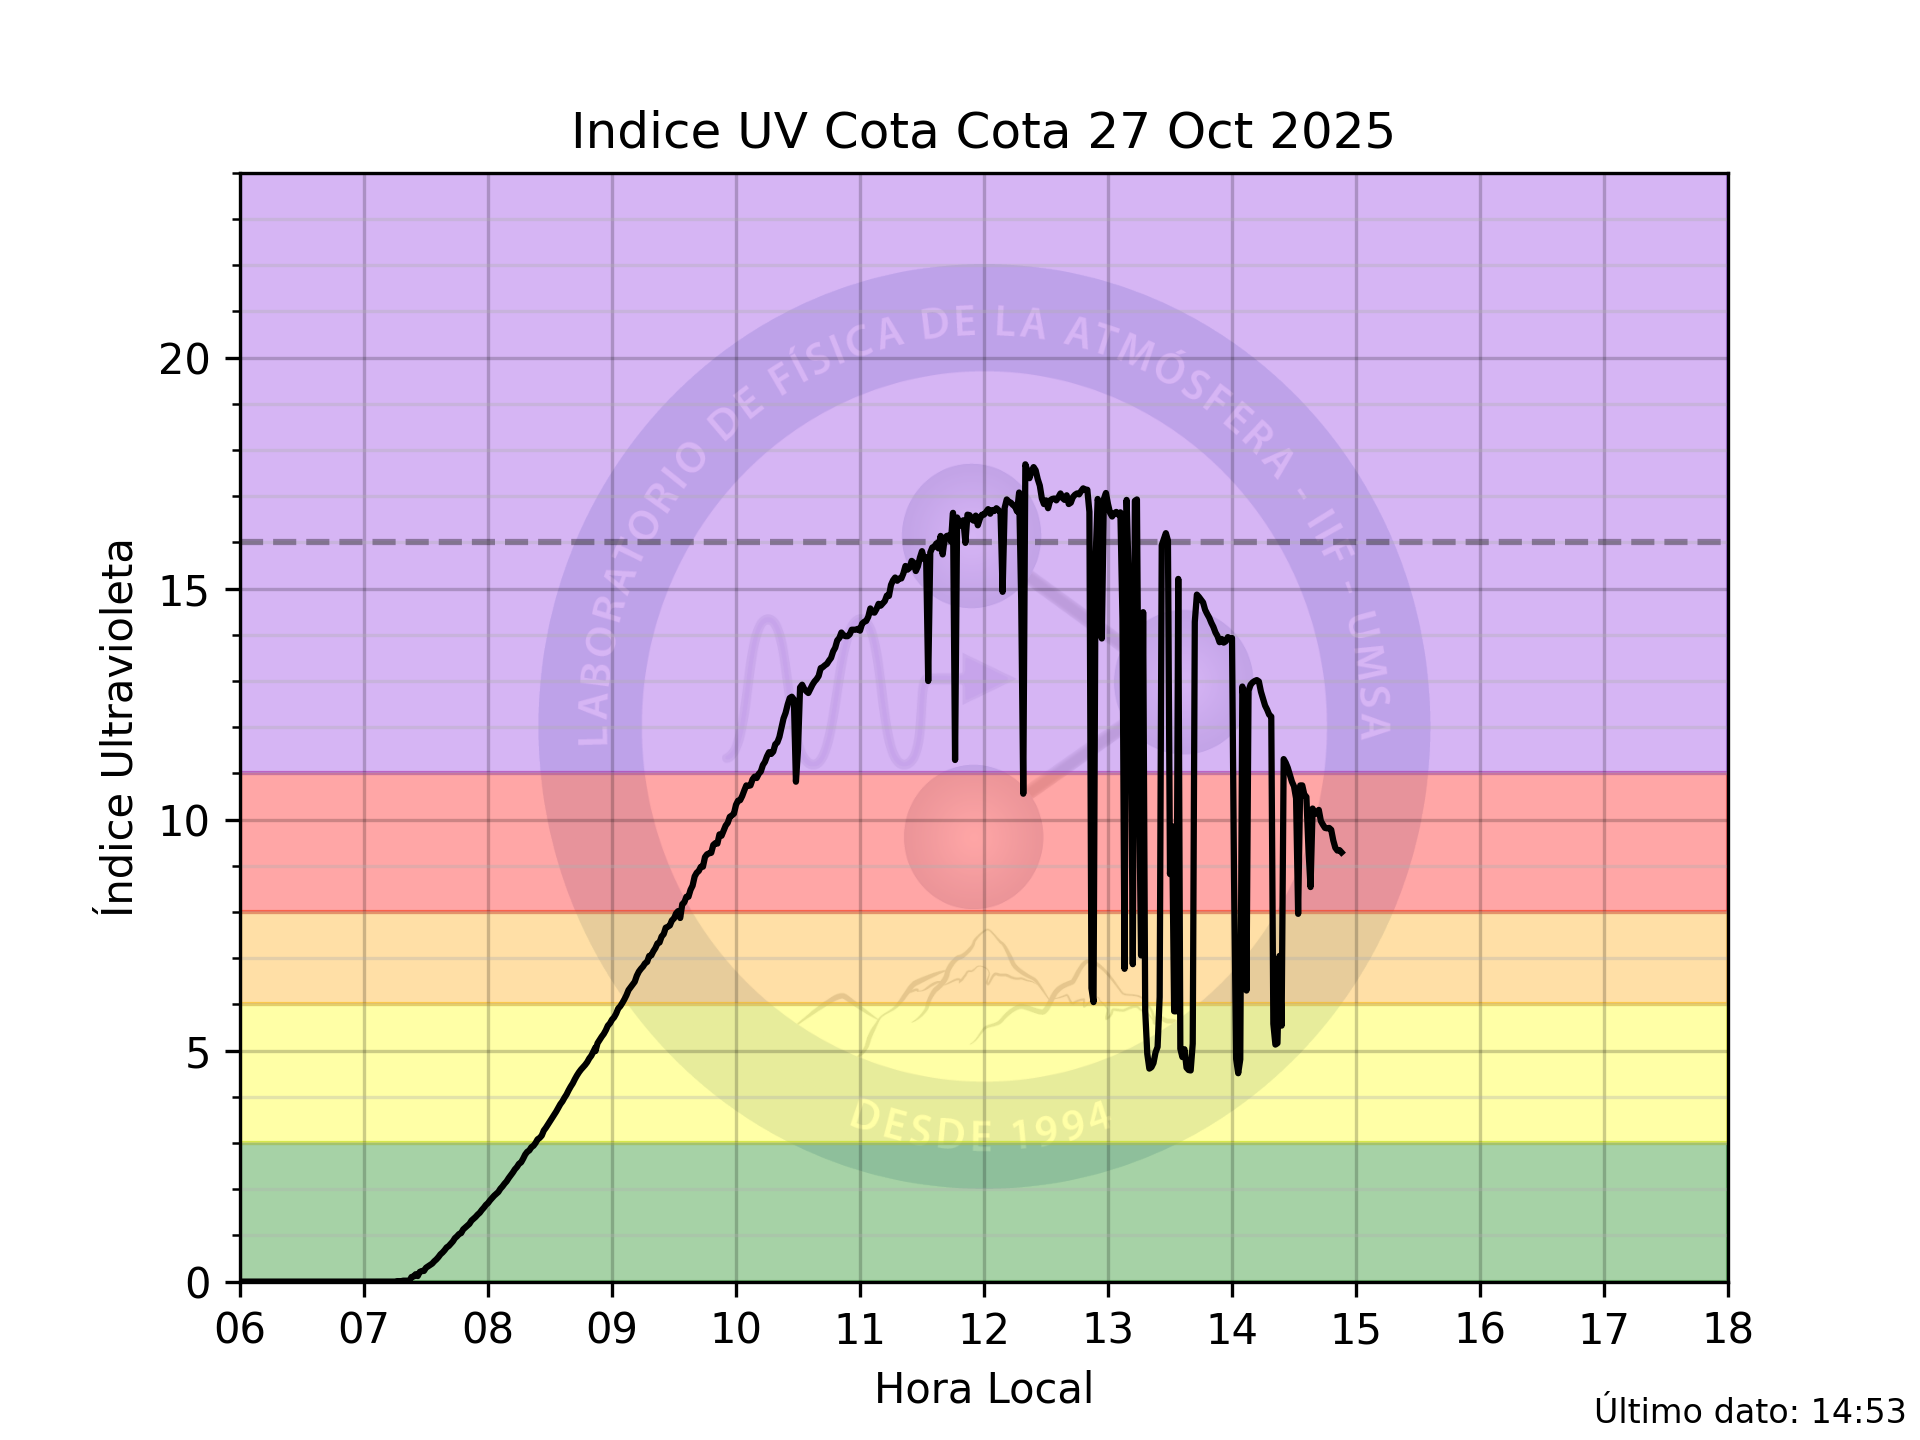 Indice UV Cota Cota 27 Oct 2025
20
15
10
5
0
Índice Ultravioleta
LABORATORIO DE FÍSICA DE LA ATMÓSFERA - IIF - UMSA
DESDE 1994
06 07 08 09 10 11 12 13 14 15 16 17 18
Hora Local
Último dato: 14:53